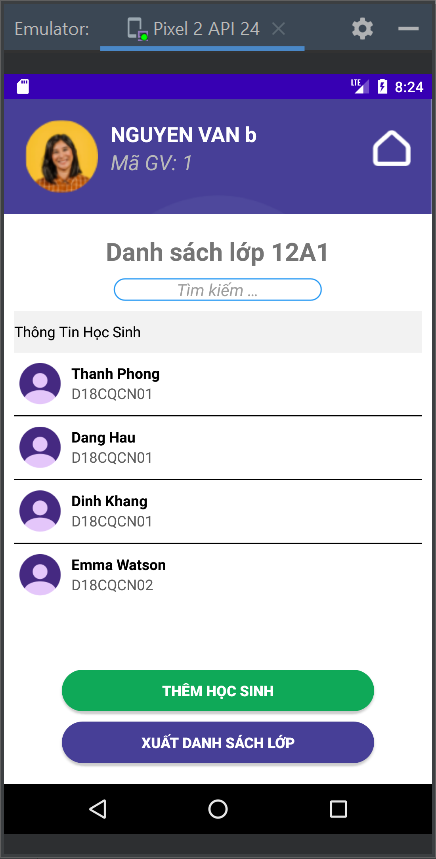 Emulator: Pixel 2 API 24
LTE 8:24
NGUYEN VAN b
Mã GV: 1
Danh sách lớp 12A1
Tìm kiếm ...
Thông Tin Học Sinh
Thanh Phong
D18CQCN01
Dang Hau
D18CQCN01
Dinh Khang
D18CQCN01
Emma Watson
D18CQCN02
THÊM HỌC SINH
XUẤT DANH SÁCH LỚP